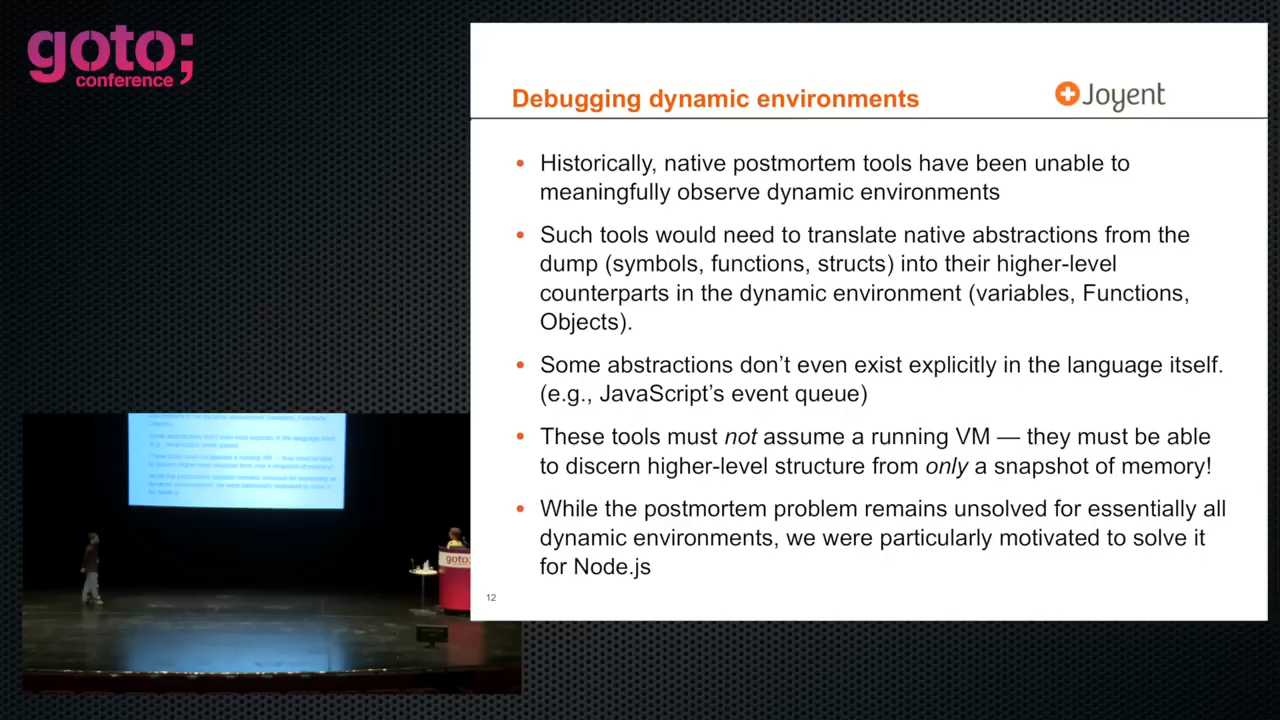 goto;
conference
Debugging dynamic environments
Joyent
• Historically, native postmortem tools have been unable to
meaningfully observe dynamic environments
• Such tools would need to translate native abstractions from the
dump (symbols, functions, structs) into their higher-level
counterparts in the dynamic environment (variables, Functions,
Objects).
• Some abstractions don’t even exist explicitly in the language itself.
(e.g., JavaScript’s event queue)
• These tools must not assume a running VM — they must be able
to discern higher-level structure from only a snapshot of memory!
• While the postmortem problem remains unsolved for essentially all
dynamic environments, we were particularly motivated to solve it
for Node.js
12
goto;